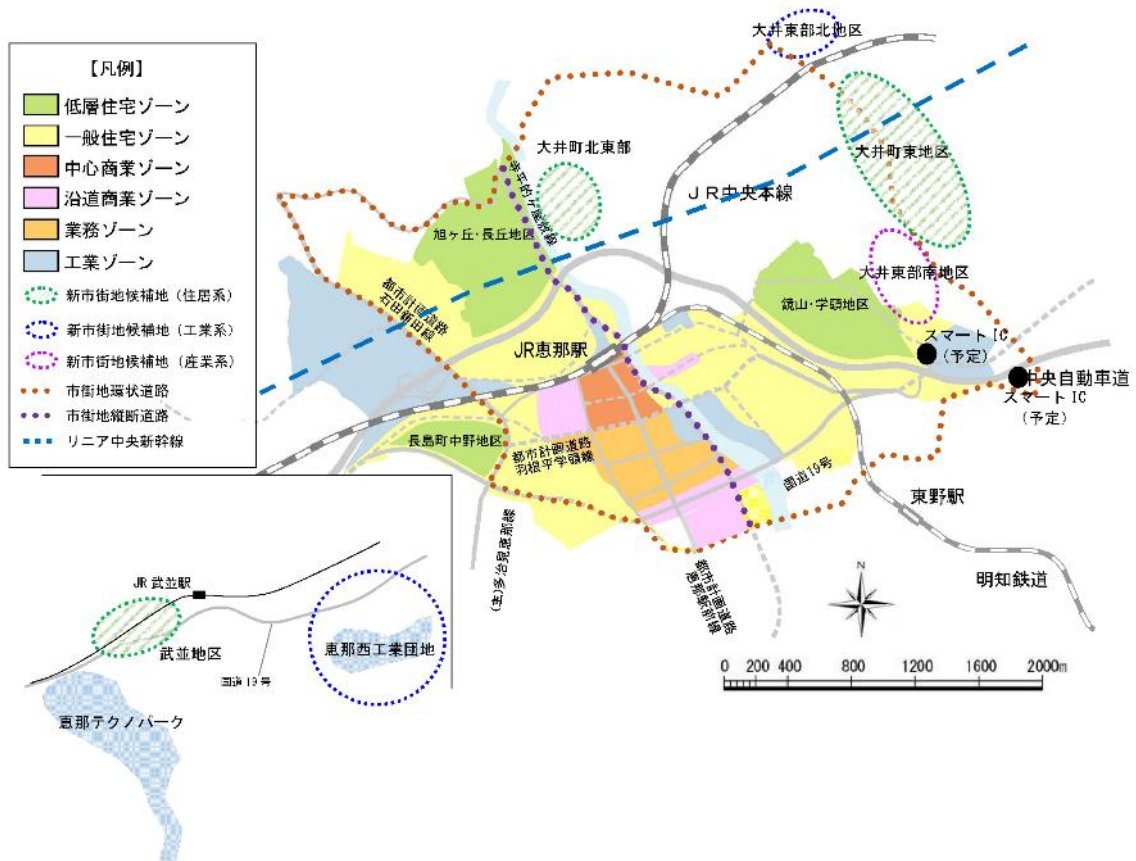 【凡例】
低層住宅ゾーン
一般住宅ゾーン
中心商業ゾーン
沿道商業ゾーン
業務ゾーン
工業ゾーン
新市街地候補地（住居系）
新市街地候補地（工業系）
新市街地候補地（産業系）
市街地環状道路
市街地縦断道路
リニア中央新幹線
大井東部北地区
大井町北東部
大井町東地区
JR中央本線
旭ヶ丘・長丘地区
大井東部南地区
都市計画道路
石田新田線
鏡山・学頭地区
スマートIC
（予定）
JR恵那駅
中央自動車道
スマートIC
（予定）
長島町中野地区
都市計画道路
羽根平学頭線
国道19号
東野駅
(主)多治見恵那線
都市計画道路
恵那駅前線
明知鉄道
N
0 400 800 1200 1600 2000m
JR武並駅
武並地区
国道19号
恵那西工業団地
恵那テクノパーク